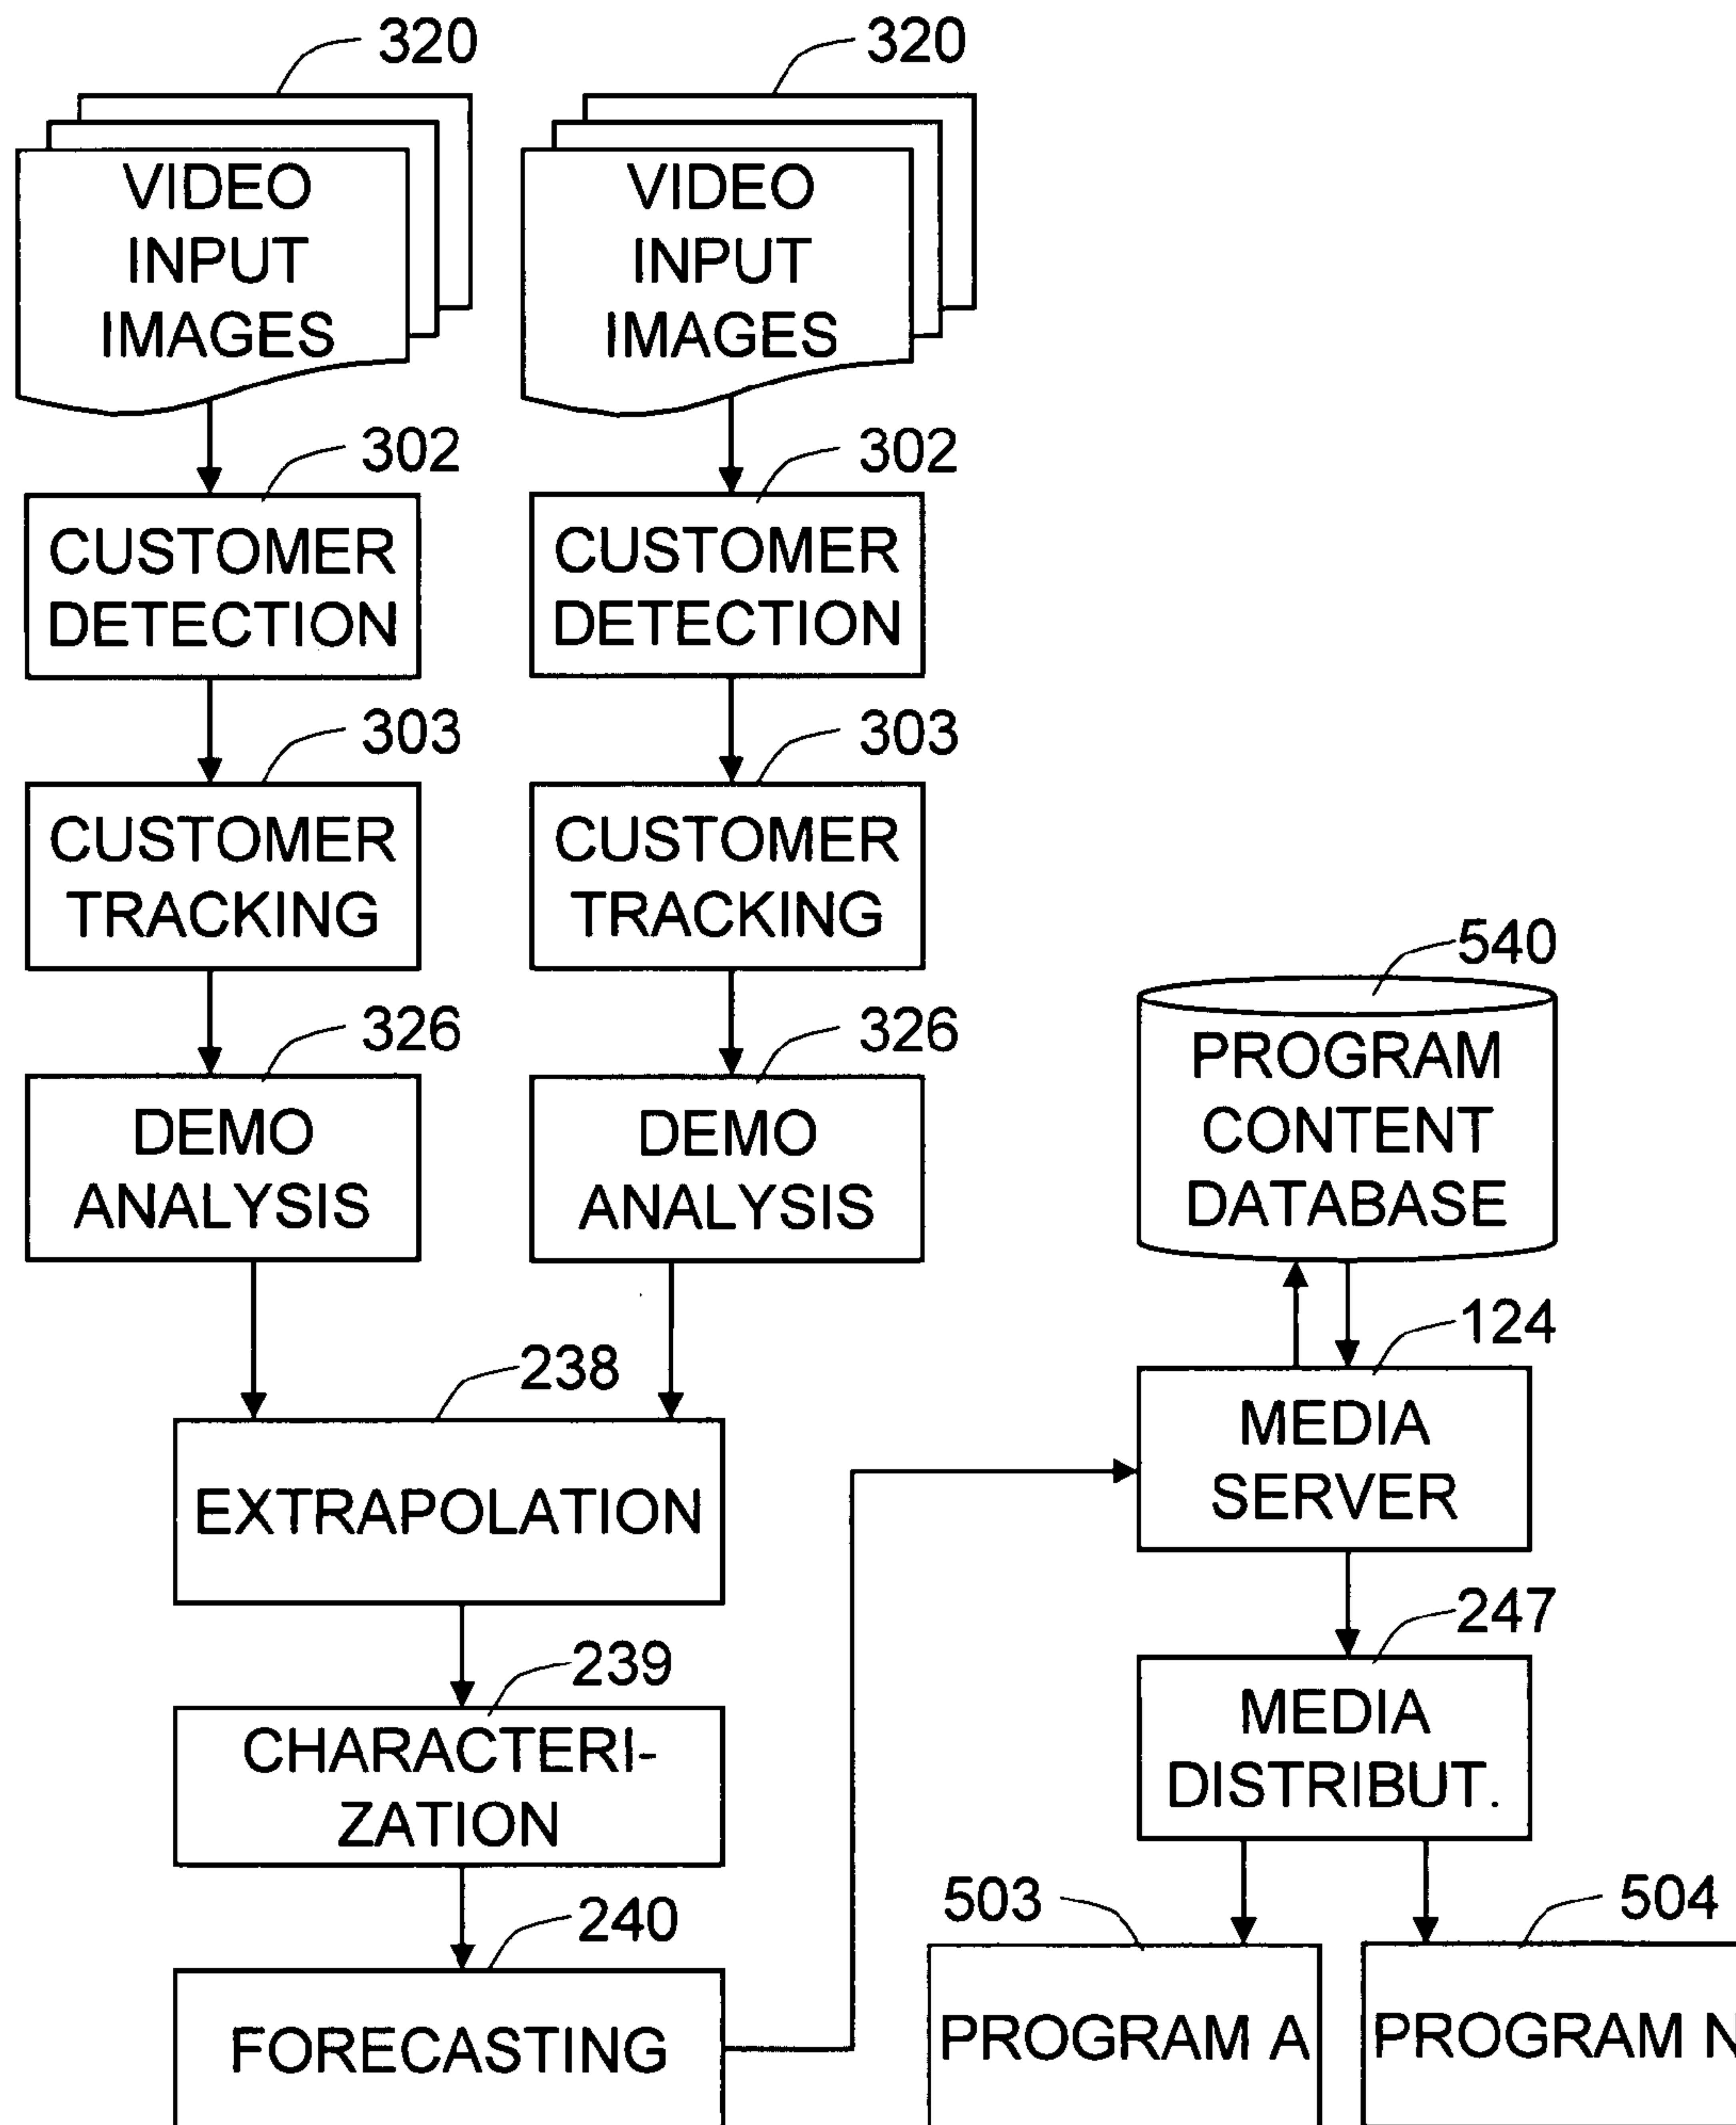 320
VIDEO
INPUT
IMAGES
302
CUSTOMER
DETECTION
303
CUSTOMER
TRACKING
326
DEMO
ANALYSIS
320
VIDEO
INPUT
IMAGES
302
CUSTOMER
DETECTION
303
CUSTOMER
TRACKING
326
DEMO
ANALYSIS
238
EXTRAPOLATION
239
CHARACTERI-
ZATION
240
FORECASTING
540
PROGRAM
CONTENT
DATABASE
124
MEDIA
SERVER
247
MEDIA
DISTRIBUT.
503
PROGRAM A
504
PROGRAM N